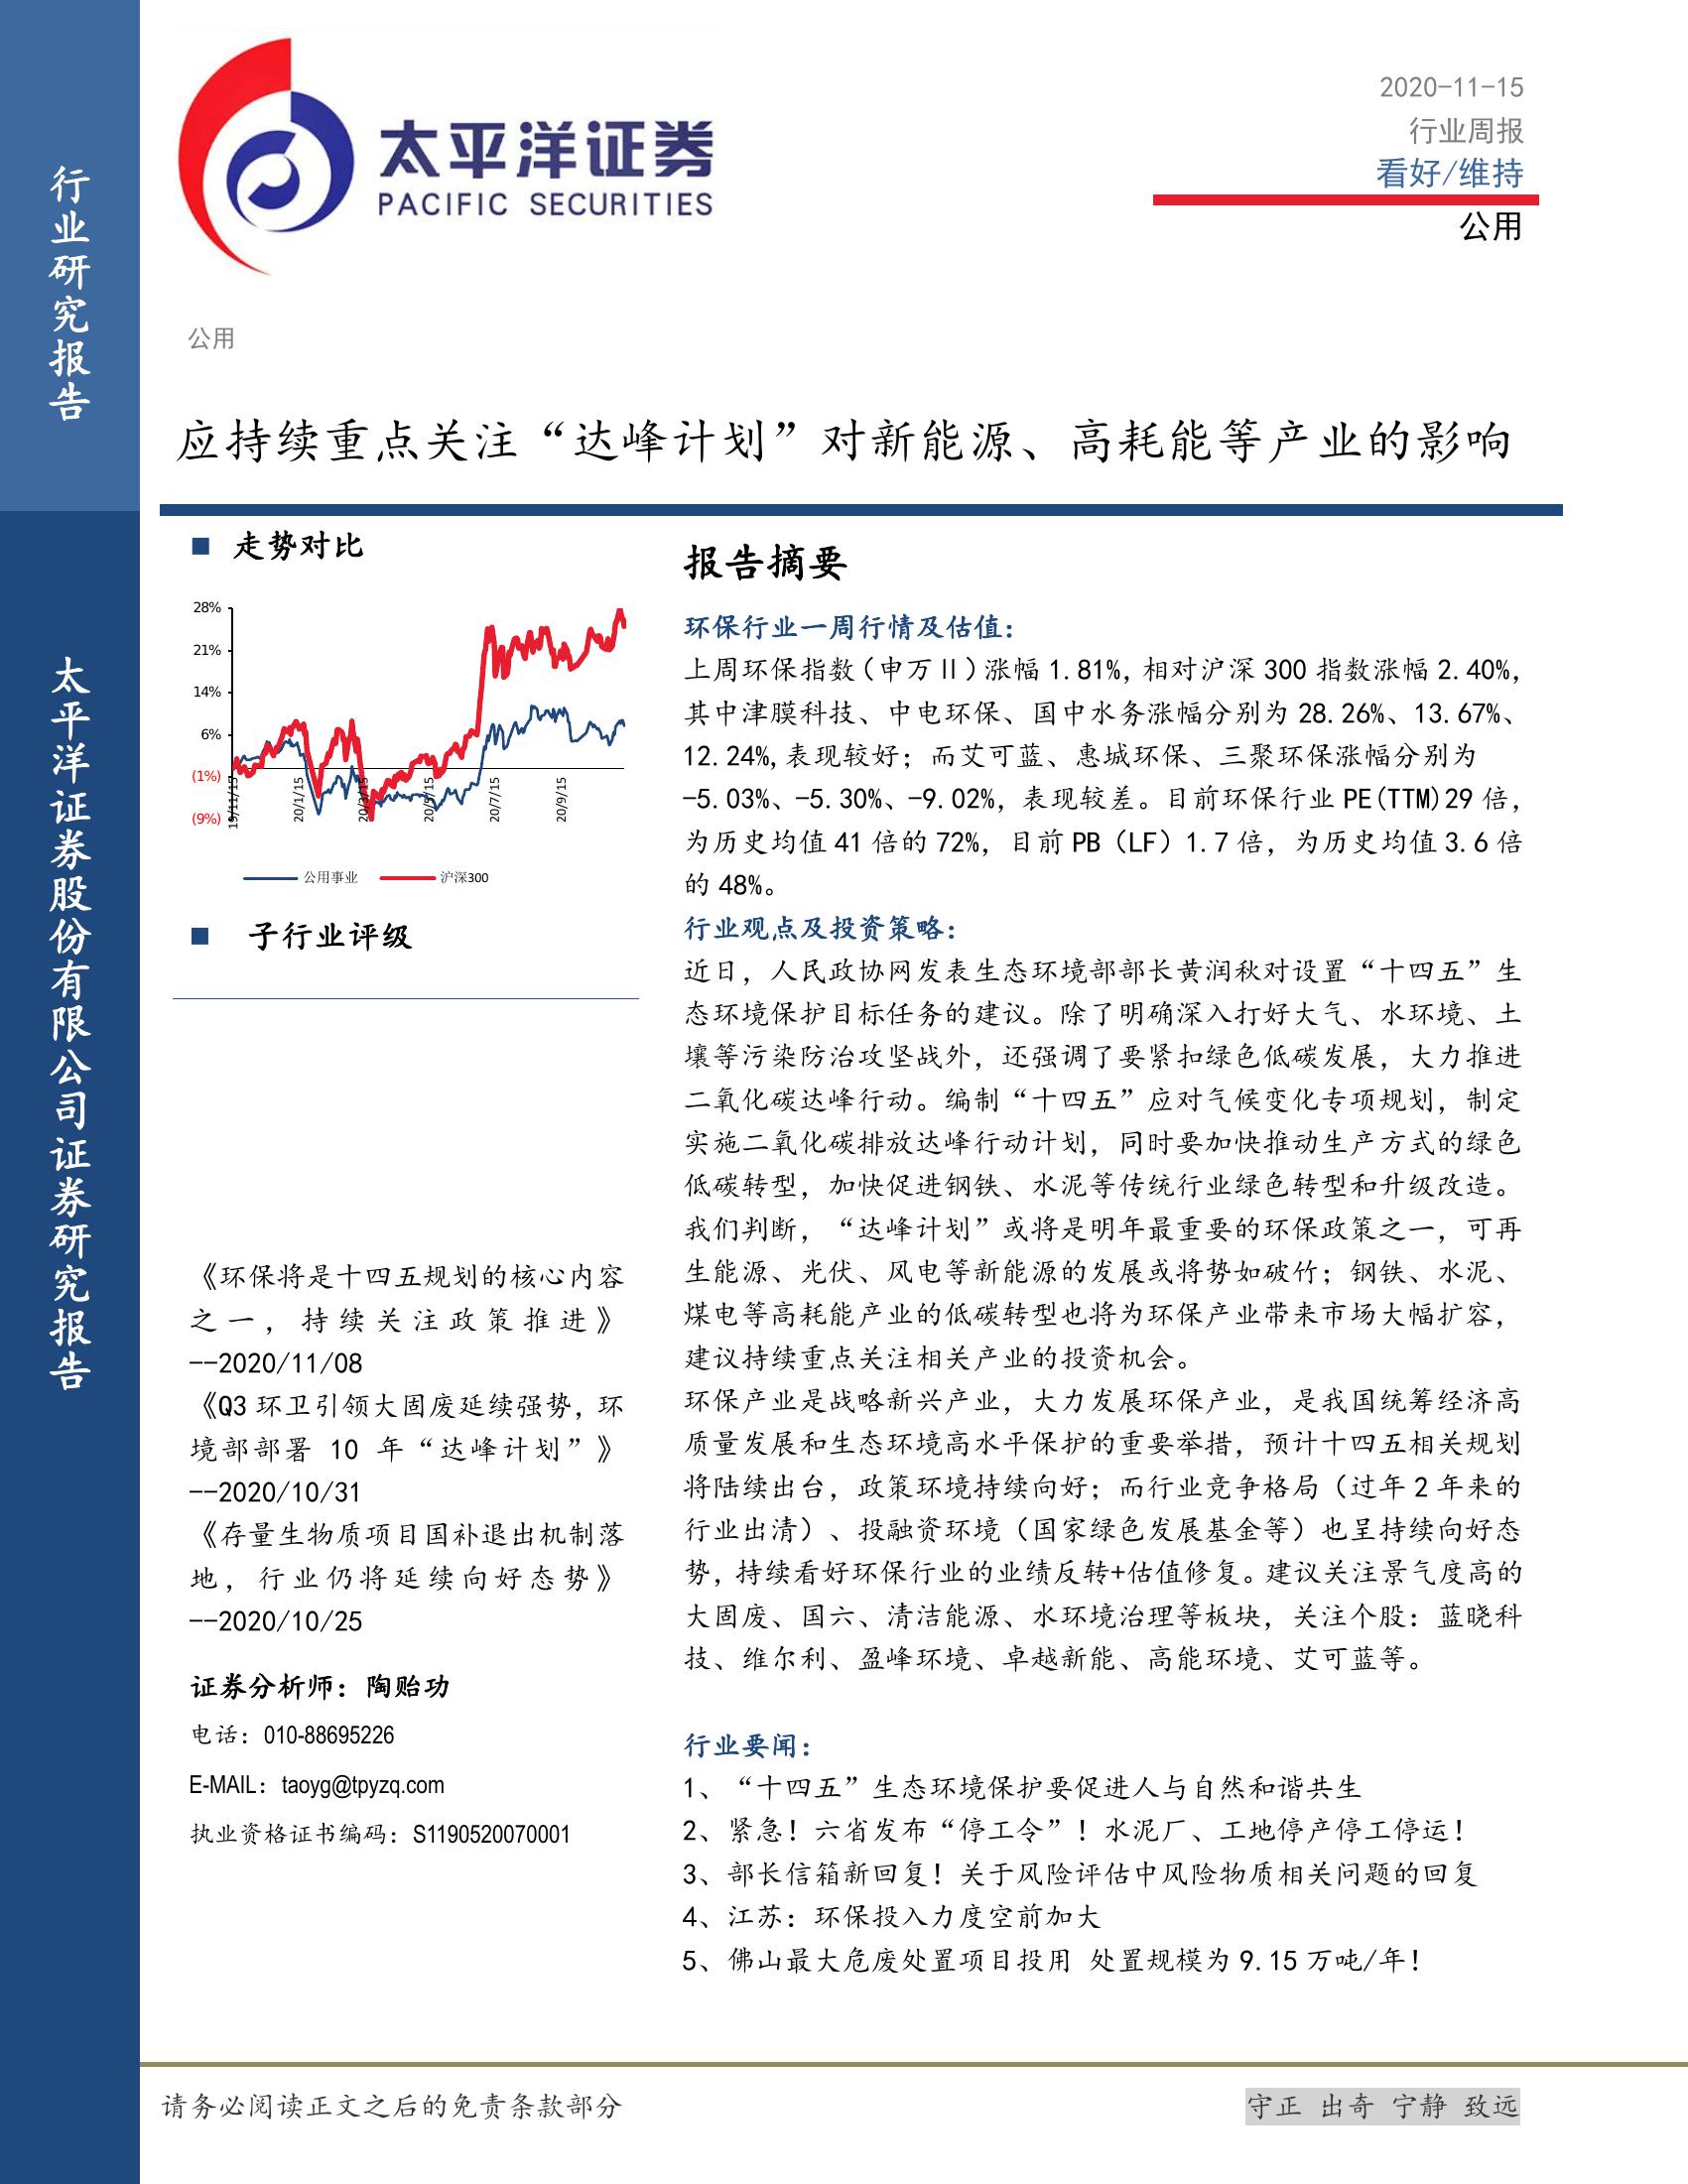 行业研究报告
太平洋证券股份有限公司证券研究报告
太平洋证券
PACIFIC SECURITIES
2020-11-15
行业周报
看好/维持
公用
公用
应持续重点关注“达峰计划”对新能源、高耗能等产业的影响
■ 走势对比
28%
21%
14%
6%
(1%)
(9%)
19/11/15
20/1/15
20/3/15
20/5/15
20/7/15
20/9/15
公用事业
沪深300
■ 子行业评级
《环保将是十四五规划的核心内容
之一，持续关注政策推进》
--2020/11/08
《Q3 环卫引领大固废延续强势，环
境部部署 10 年“达峰计划”》
--2020/10/31
《存量生物质项目国补退出机制落
地，行业仍将延续向好态势》
--2020/10/25
证券分析师：陶贻功
电话：010-88695226
E-MAIL：taoyg@tpyzq.com
执业资格证书编码：S1190520070001
报告摘要
环保行业一周行情及估值：
上周环保指数（申万Ⅱ）涨幅 1.81%，相对沪深 300 指数涨幅 2.40%，
其中津膜科技、中电环保、国中水务涨幅分别为 28.26%、13.67%、
12.24%，表现较好；而艾可蓝、惠城环保、三聚环保涨幅分别为
-5.03%、-5.30%、-9.02%，表现较差。目前环保行业 PE(TTM)29 倍，
为历史均值 41 倍的 72%，目前 PB（LF）1.7 倍，为历史均值 3.6 倍
的 48%。
行业观点及投资策略：
近日，人民政协网发表生态环境部部长黄润秋对设置“十四五”生
态环境保护目标任务的建议。除了明确深入打好大气、水环境、土
壤等污染防治攻坚战外，还强调了要紧扣绿色低碳发展，大力推进
二氧化碳达峰行动。编制“十四五”应对气候变化专项规划，制定
实施二氧化碳排放达峰行动计划，同时要加快推动生产方式的绿色
低碳转型，加快促进钢铁、水泥等传统行业绿色转型和升级改造。
我们判断，“达峰计划”或将是明年最重要的环保政策之一，可再
生能源、光伏、风电等新能源的发展或将势如破竹；钢铁、水泥、
煤电等高耗能产业的低碳转型也将为环保产业带来市场大幅扩容，
建议持续重点关注相关产业的投资机会。
环保产业是战略新兴产业，大力发展环保产业，是我国统筹经济高
质量发展和生态环境高水平保护的重要举措，预计十四五相关规划
将陆续出台，政策环境持续向好；而行业竞争格局（过年 2 年来的
行业出清）、投融资环境（国家绿色发展基金等）也呈持续向好态
势，持续看好环保行业的业绩反转+估值修复。建议关注景气度高的
大固废、国六、清洁能源、水环境治理等板块，关注个股：蓝晓科
技、维尔利、盈峰环境、卓越新能、高能环境、艾可蓝等。
行业要闻：
1、“十四五”生态环境保护要促进人与自然和谐共生
2、紧急！六省发布“停工令”！水泥厂、工地停产停工停运！
3、部长信箱新回复！关于风险评估中风险物质相关问题的回复
4、江苏：环保投入力度空前加大
5、佛山最大危废处置项目投用 处置规模为 9.15 万吨/年！
请务必阅读正文之后的免责条款部分
守正 出奇 宁静 致远